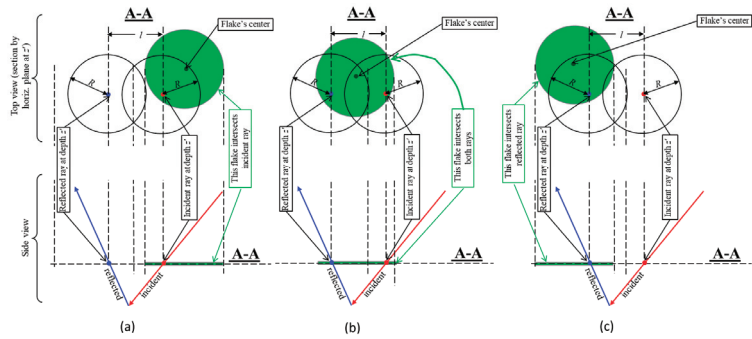 A-A
A-A
A-A
Top view (section by
horiz. plane at z')
l
Flake's center
R
R
Reflected ray at depth z'
Incident ray at depth z'
This flake intersects
incident ray
l
Flake's center
R
R
Reflected ray at depth z'
Incident ray at depth z'
This flake intersects
both rays
l
Flake's center
R
R
This flake intersects
reflected ray
Reflected ray at depth z'
Incident ray at depth z'
Side view
A-A
A-A
A-A
reflected
incident
reflected
incident
reflected
incident
(a)
(b)
(c)